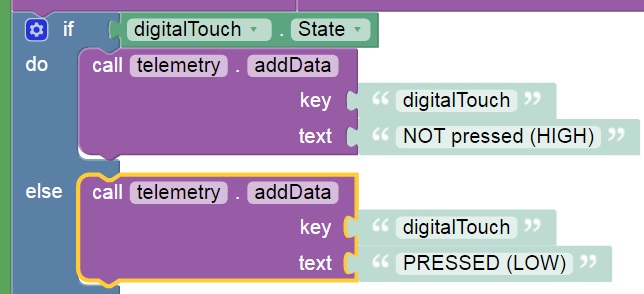 if digitalTouch . State
do call telemetry . addData
key “ digitalTouch ”
text “ NOT pressed (HIGH) ”
else call telemetry . addData
key “ digitalTouch ”
text “ PRESSED (LOW) ”